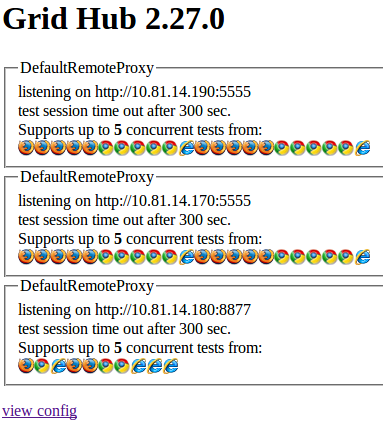 Grid Hub 2.27.0
DefaultRemoteProxy
listening on http://10.81.14.190:5555
test session time out after 300 sec.
Supports up to 5 concurrent tests from:
DefaultRemoteProxy
listening on http://10.81.14.170:5555
test session time out after 300 sec.
Supports up to 5 concurrent tests from:
DefaultRemoteProxy
listening on http://10.81.14.180:8877
test session time out after 300 sec.
Supports up to 5 concurrent tests from:
view config